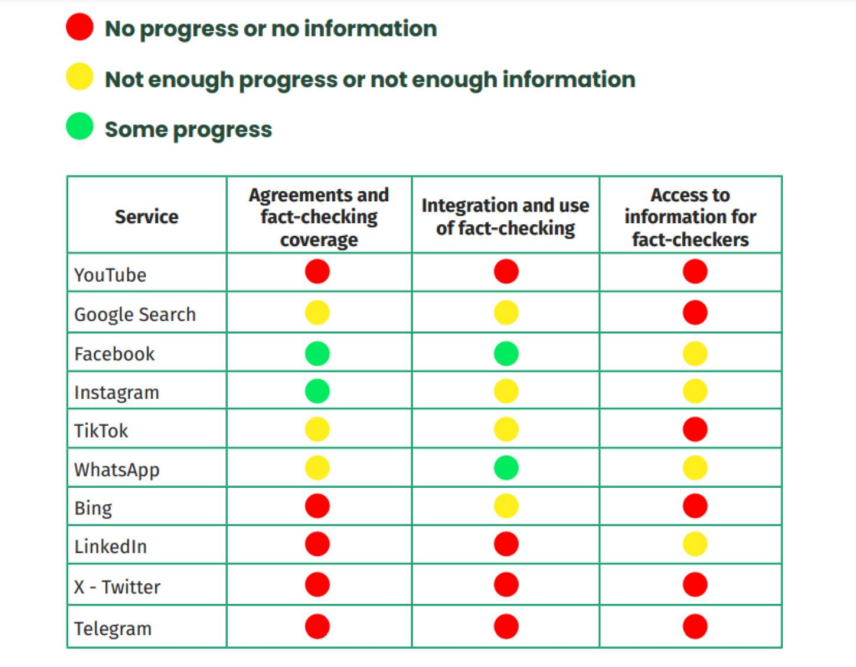 No progress or no information
Not enough progress or not enough information
Some progress
Service
Agreements and
fact-checking
coverage
Integration and use
of fact-checking
Access to
information for
fact-checkers
YouTube
Google Search
Facebook
Instagram
TikTok
WhatsApp
Bing
LinkedIn
X - Twitter
Telegram